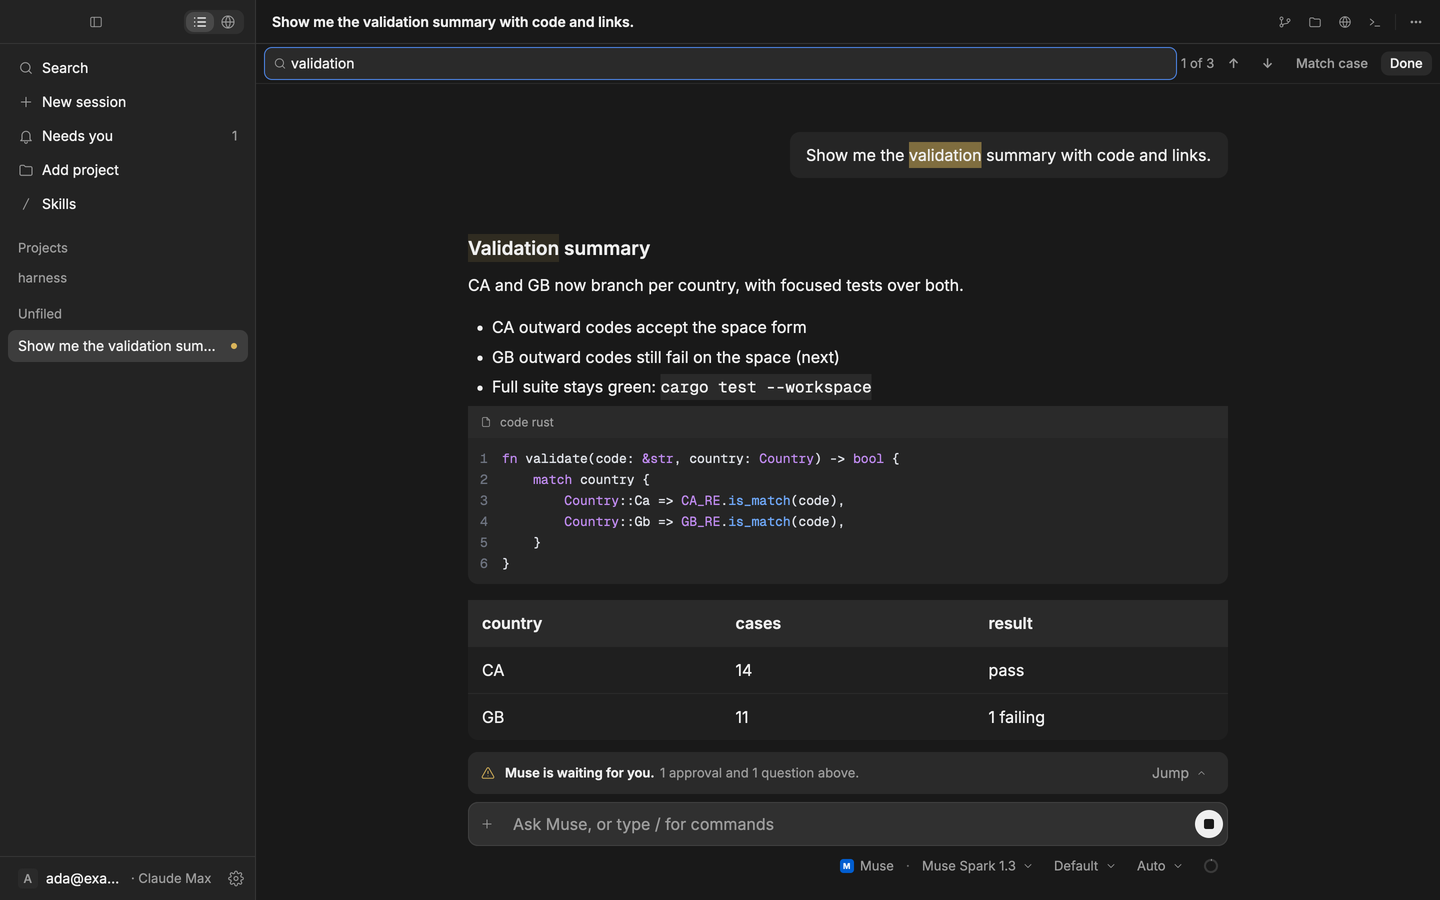 Show me the validation summary with code and links.
Search
New session
Needs you 1
Add project
Skills
Projects
harness
Unfiled
Show me the validation sum...
validation
1 of 3
Match case
Done
Show me the validation summary with code and links.
Validation summary
CA and GB now branch per country, with focused tests over both.
• CA outward codes accept the space form
• GB outward codes still fail on the space (next)
• Full suite stays green: cargo test --workspace
code rust
1 fn validate(code: &str, country: Country) -> bool {
2     match country {
3         Country::Ca => CA_RE.is_match(code),
4         Country::Gb => GB_RE.is_match(code),
5     }
6 }
country cases result
CA 14 pass
GB 11 1 failing
Muse is waiting for you. 1 approval and 1 question above.
Jump
Ask Muse, or type / for commands
M Muse · Muse Spark 1.3 Default Auto
A ada@exa... · Claude Max